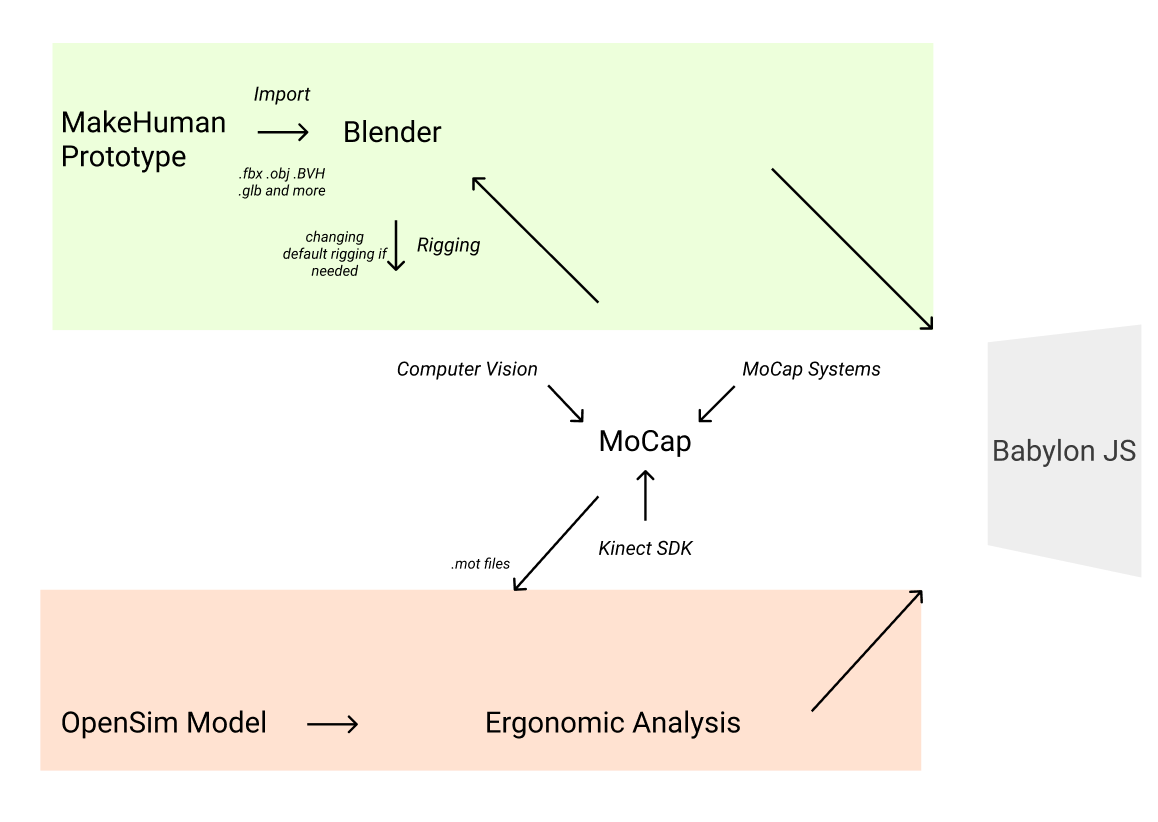 Import
MakeHuman
Prototype
Blender
.fbx .obj .BVH
.glb and more
changing
default rigging if
needed
Rigging
Computer Vision
MoCap Systems
MoCap
Babylon JS
Kinect SDK
.mot files
OpenSim Model
Ergonomic Analysis